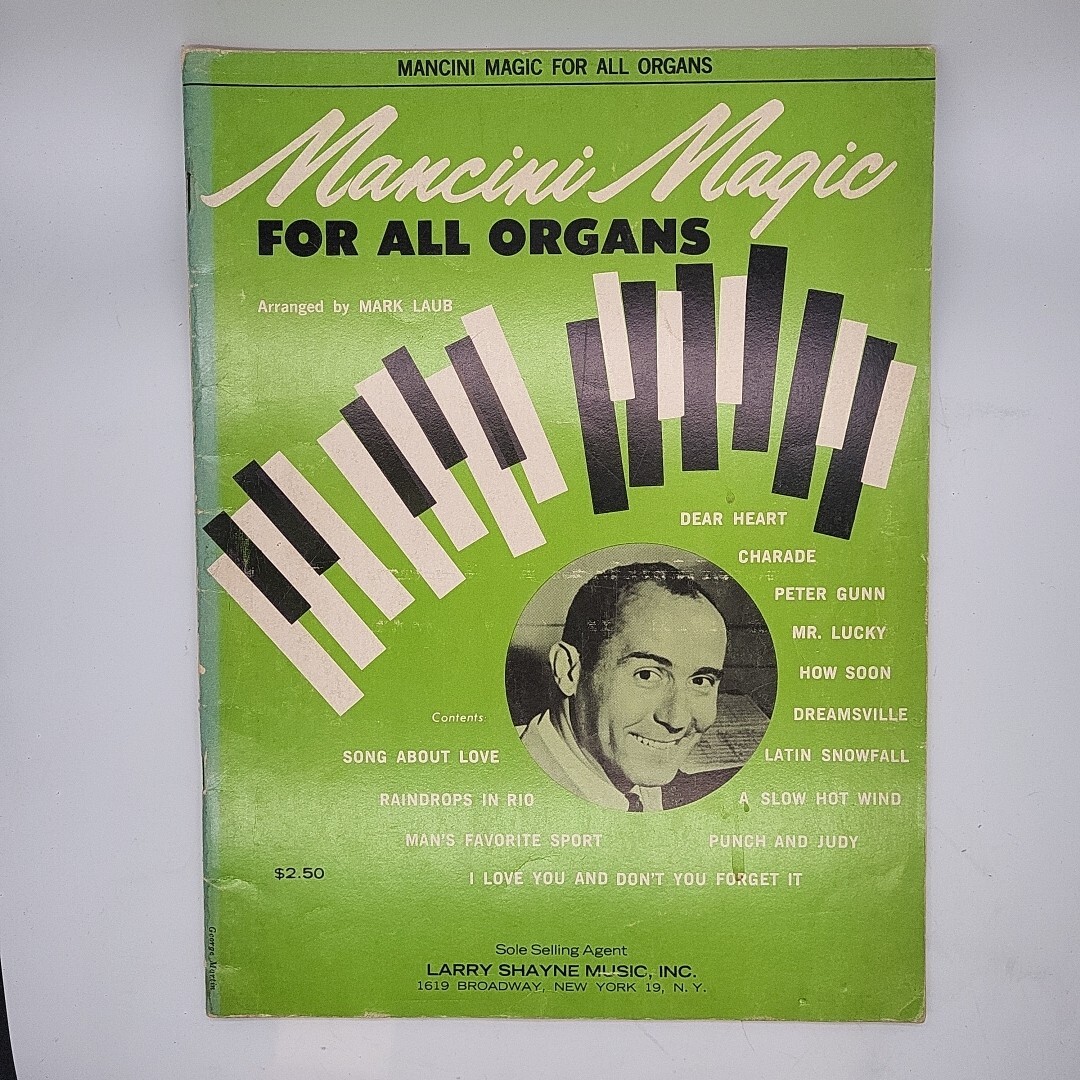 MANCINI MAGIC FOR ALL ORGANS
Mancini Magic
FOR ALL ORGANS
Arranged by MARK LAUB
DEAR HEART
CHARADE
PETER GUNN
MR. LUCKY
HOW SOON
DREAMSVILLE
LATIN SNOWFALL
A SLOW HOT WIND
PUNCH AND JUDY
Contents:
SONG ABOUT LOVE
RAINDROPS IN RIO
MAN'S FAVORITE SPORT
I LOVE YOU AND DON'T YOU FORGET IT
$2.50
George Martin
Sole Selling Agent
LARRY SHAYNE MUSIC, INC.
1619 BROADWAY, NEW YORK 19, N.Y.